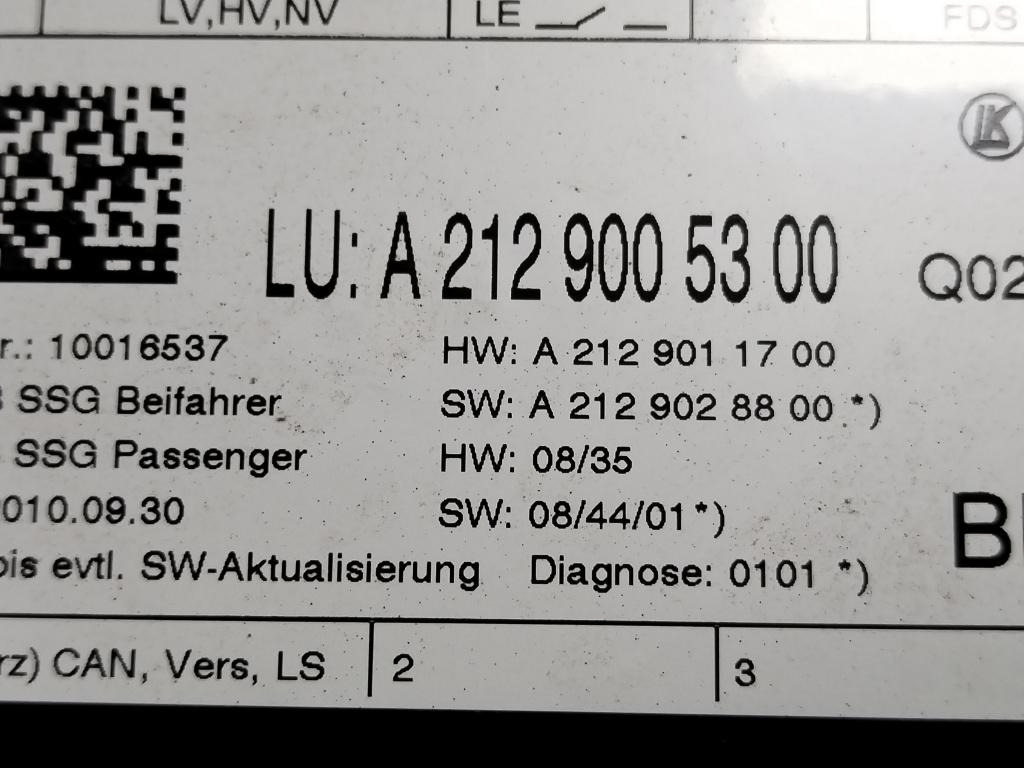 LV,HV,NV LE FDS
LK
LU: A 212 900 53 00 Q02
r.: 10016537 HW: A 212 901 17 00
SSG Beifahrer SW: A 212 902 88 00 *)
SSG Passenger HW: 08/35
010.09.30 SW: 08/44/01 *)
bis evtl. SW-Aktualisierung Diagnose: 0101 *)
B
rz) CAN, Vers, LS 2 3